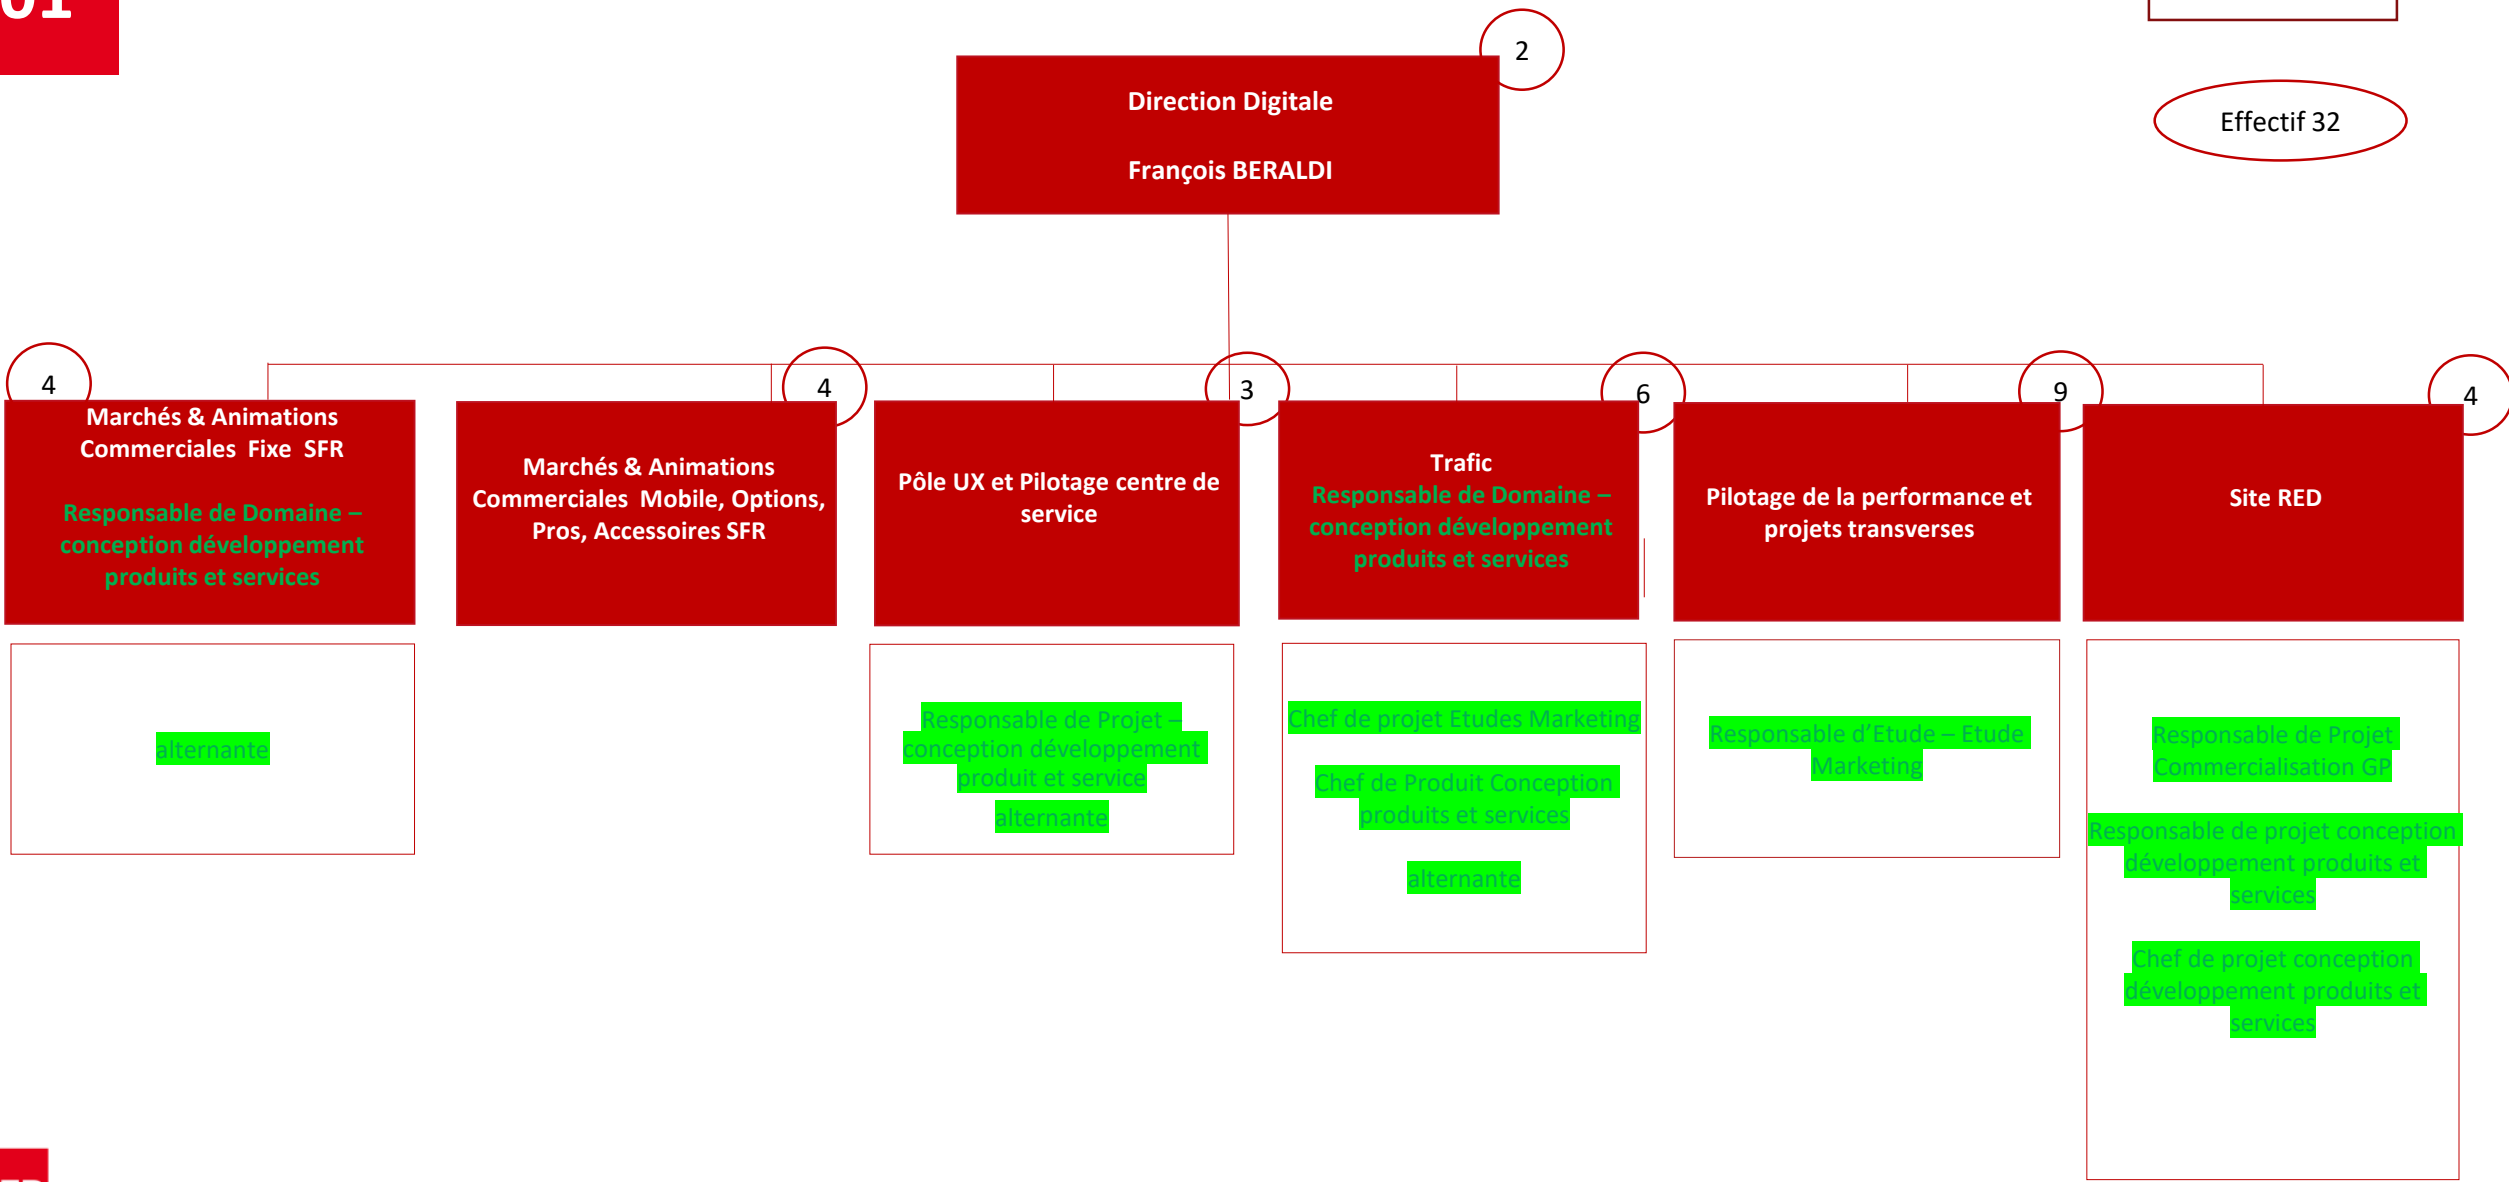 01
2
Direction Digitale
François BERALDI
Effectif 32
4
Marchés & Animations
Commerciales Fixe SFR
Responsable de Domaine –
conception développement
produits et services
alternante
4
Marchés & Animations
Commerciales Mobile, Options,
Pros, Accessoires SFR
3
Pôle UX et Pilotage centre de
service
Responsable de Projet –
conception développement
produit et service
alternante
6
Trafic
Responsable de Domaine –
conception développement
produits et services
Chef de projet Etudes Marketing
Chef de Produit Conception
produits et services
alternante
9
Pilotage de la performance et
projets transverses
Responsable d’Etude – Etude
Marketing
4
Site RED
Responsable de Projet
Commercialisation GP
Responsable de projet conception
développement produits et
services
Chef de projet conception
développement produits et
services